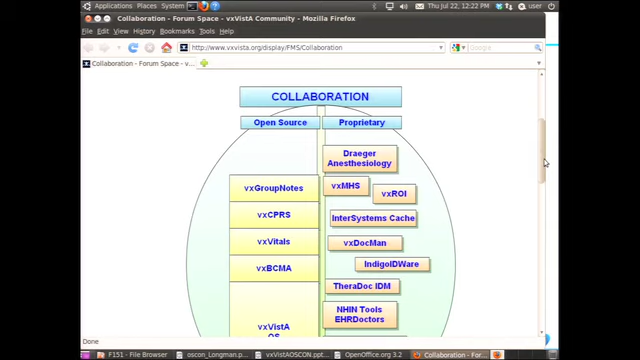 Applications Places System
Thu Jul 22, 12:22 PM
user
Collaboration - Forum Space - vxVistA Community - Mozilla Firefox
File Edit View History Bookmarks Tools Help
http://www.vxvista.org/display/FMS/Collaboration
Google
Collaboration - Forum Space - v...
COLLABORATION
Open Source
Proprietary
Draeger
Anesthesiology
vxGroupNotes
vxMHS
vxROI
vxCPRS
InterSystems Cache
vxVitals
vxDocMan
vxBCMA
IndigoIDWare
TheraDoc IDM
NHIN Tools
EHRDoctors
vxVistA
OS
Done
F151 - File Browser
oscon_Longman.p...
vxVistAOSCON.ppt...
OpenOffice.org 3.2
Collaboration - Fo...